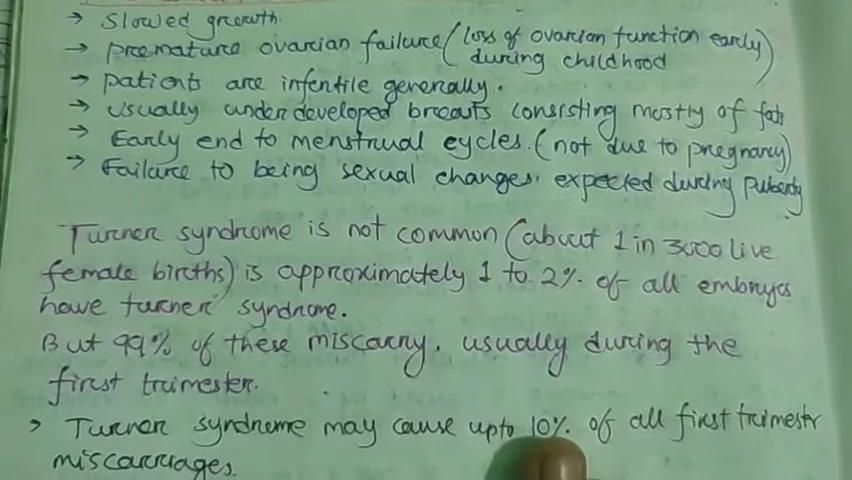 → Slowed growth.
→ premature ovarian failure (loss of ovarian function early during childhood)
→ patients are infentile generally.
→ usually underdeveloped breasts consisting mostly of fats
→ Early end to menstrual cycles. (not due to pregnancy)
→ Failure to being sexual changes. expected during puberty
Turner syndrome is not common (about 1 in 3000 live
female births) is approximately 1 to 2% of all embryos
have turner syndrome.
But 99% of these miscarry, usually during the
first trimester.
> Turner syndrome may cause upto 10% of all first trimestr
miscarriages.